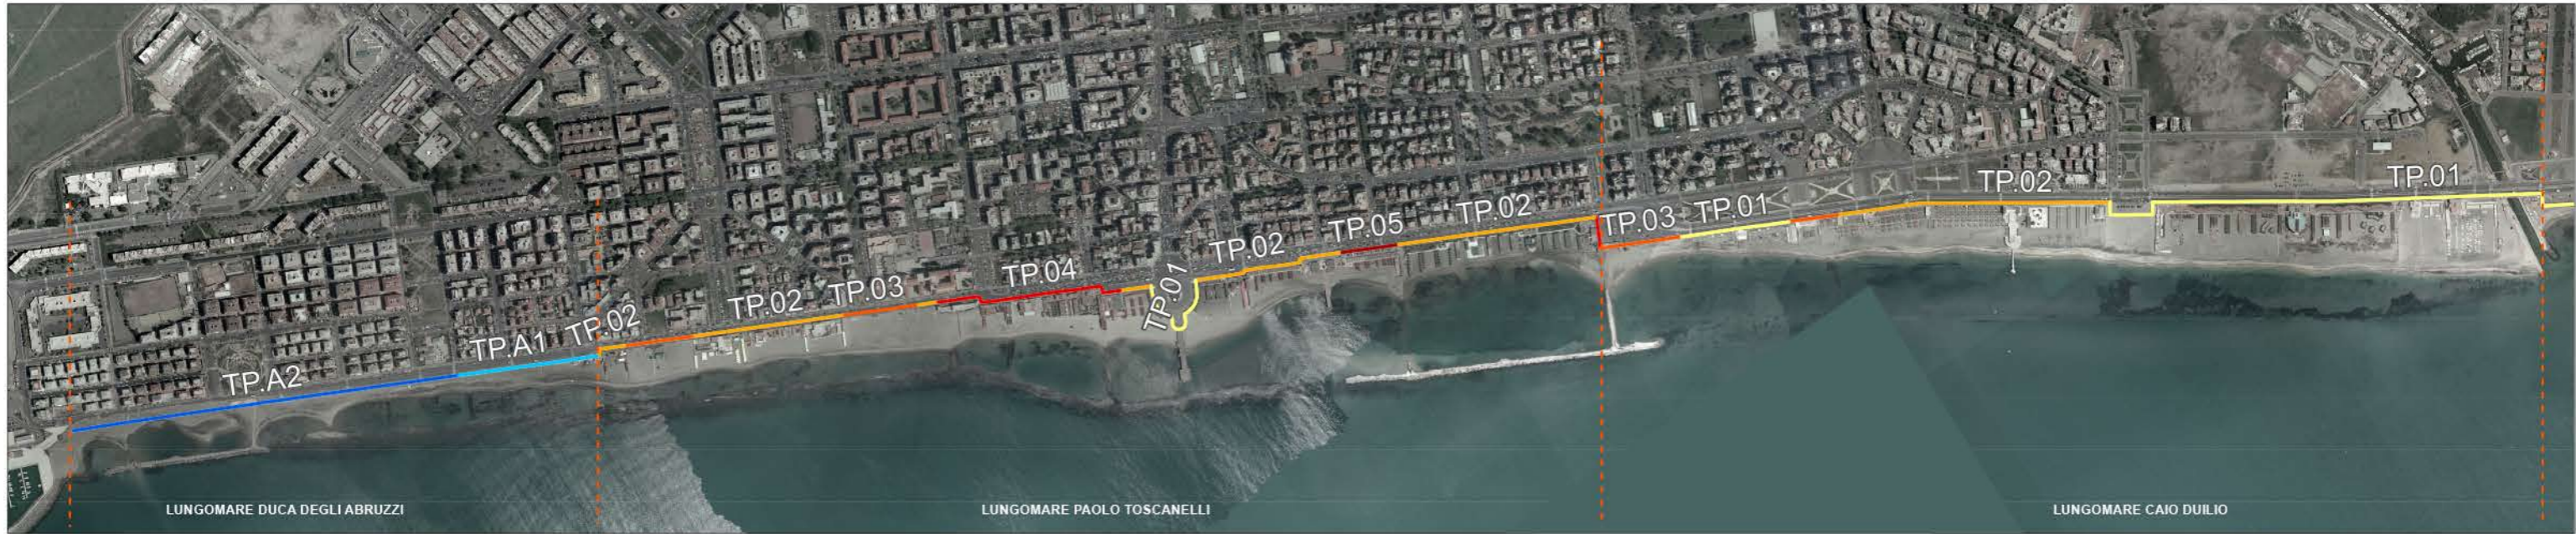 TP.A2
TP.A1
TP.02
TP.02
TP.03
TP.04
TP.01
TP.02
TP.05
TP.02
TP.03
TP.01
TP.02
TP.01
LUNGOMARE DUCA DEGLI ABRUZZI
LUNGOMARE PAOLO TOSCANELLI
LUNGOMARE CAIO DUILIO